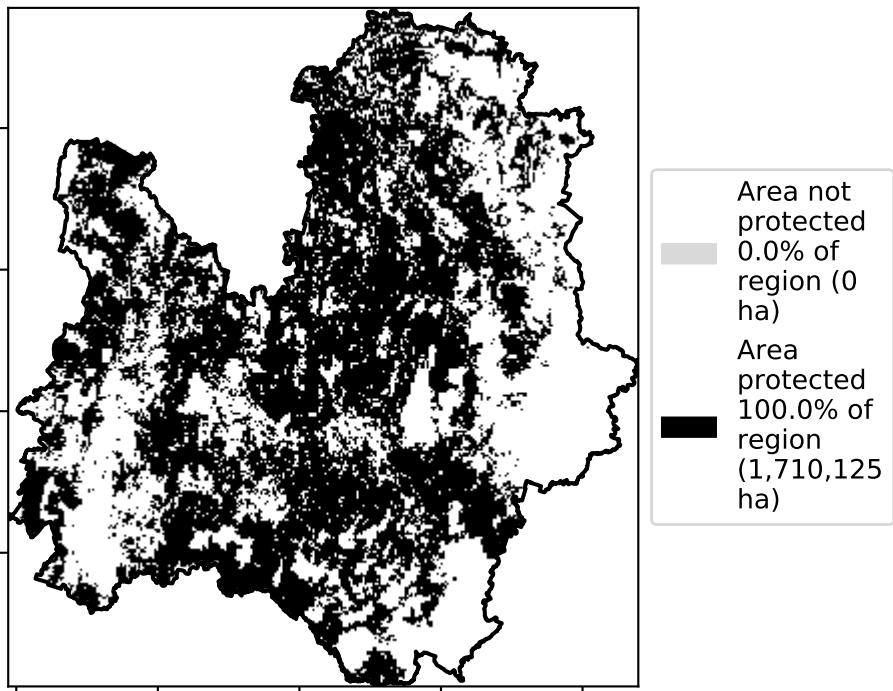 Area not
protected
0.0% of
region (0
ha)
Area
protected
100.0% of
region
(1,710,125
ha)